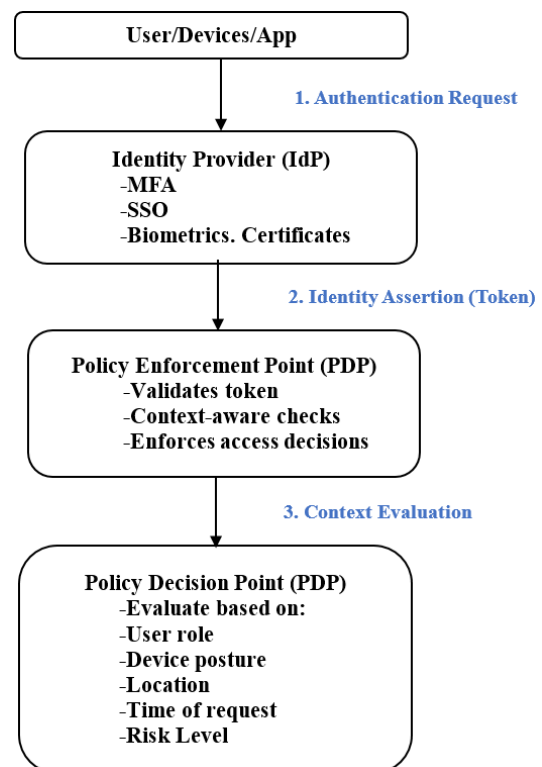 User/Devices/App
1. Authentication Request
Identity Provider (IdP)
-MFA
-SSO
-Biometrics. Certificates
2. Identity Assertion (Token)
Policy Enforcement Point (PDP)
-Validates token
-Context-aware checks
-Enforces access decisions
3. Context Evaluation
Policy Decision Point (PDP)
-Evaluate based on:
-User role
-Device posture
-Location
-Time of request
-Risk Level